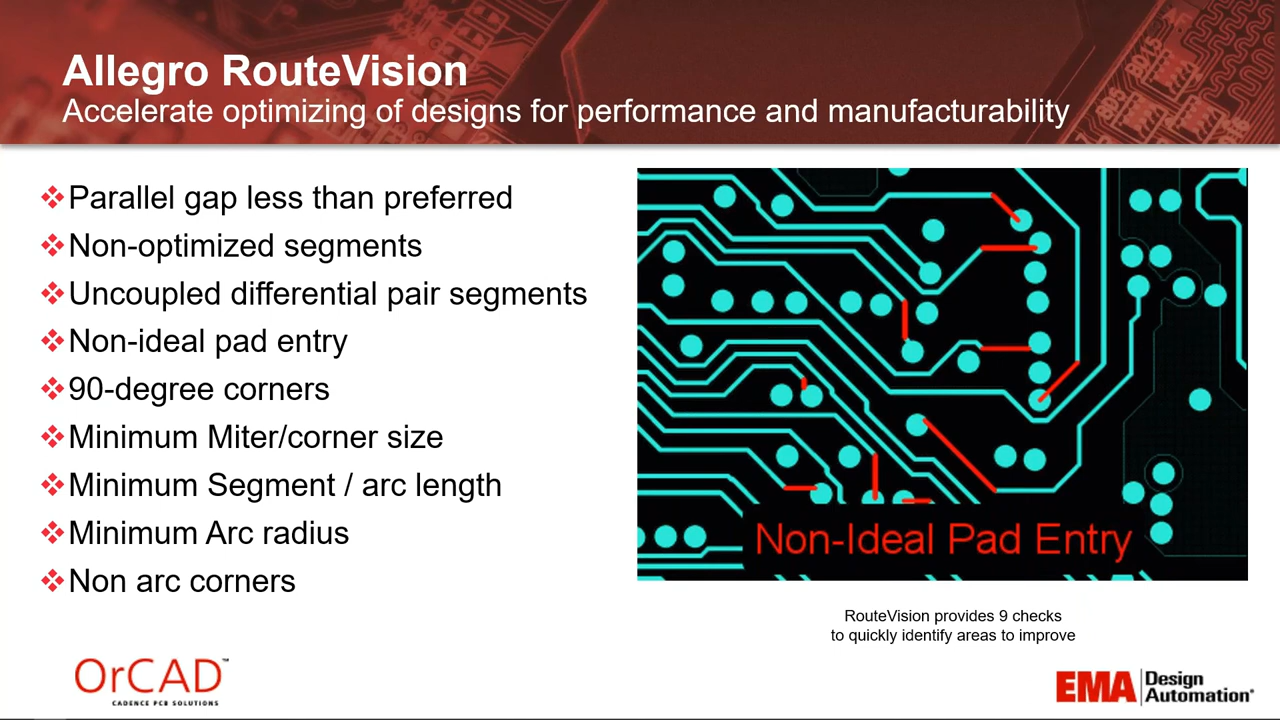 Allegro RouteVision
Accelerate optimizing of designs for performance and manufacturability
Parallel gap less than preferred
Non-optimized segments
Uncoupled differential pair segments
Non-ideal pad entry
90-degree corners
Minimum Miter/corner size
Minimum Segment / arc length
Minimum Arc radius
Non arc corners
Non-Ideal Pad Entry
RouteVision provides 9 checks
to quickly identify areas to improve
OrCAD™
CADENCE PCB SOLUTIONS
EMA Design
Automation®